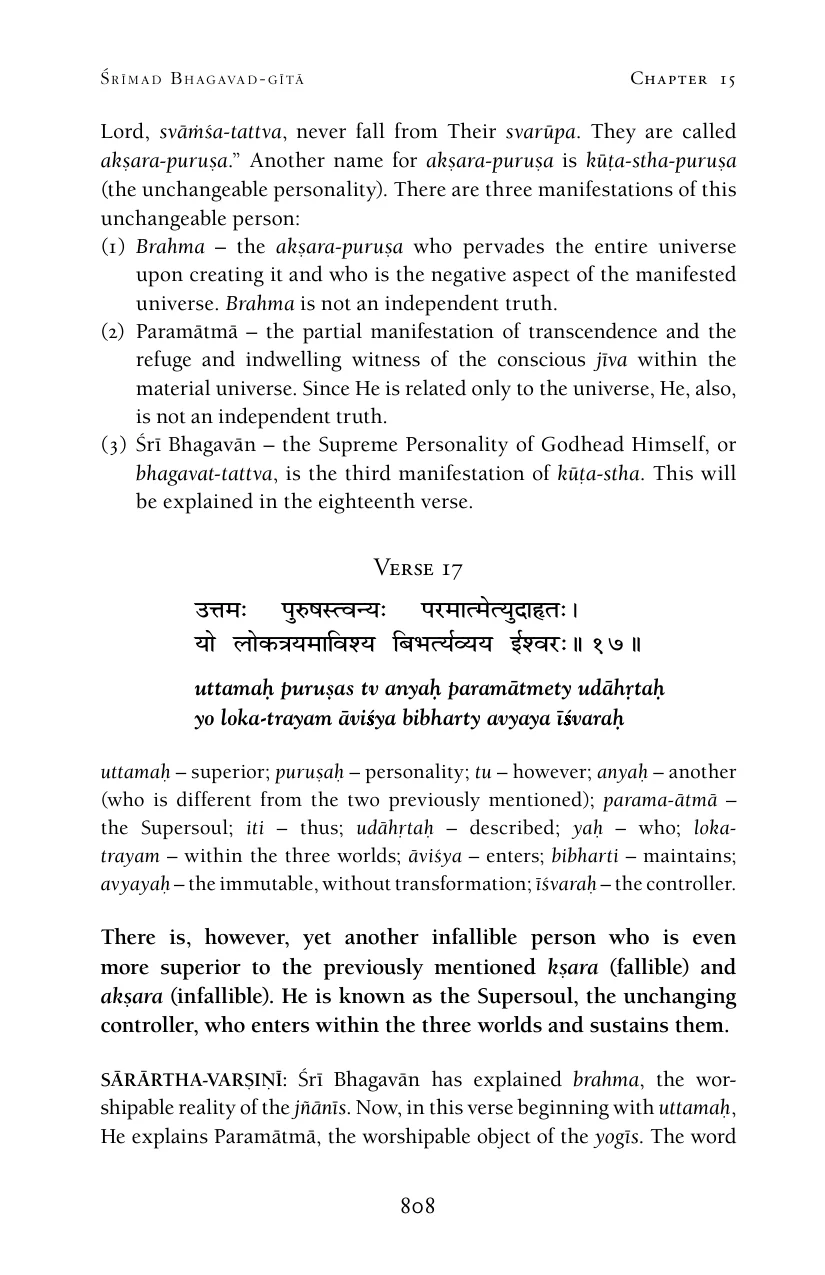 Śrīmad Bhagavad-gītā Chapter 15
Lord, svāṁśa-tattva, never fall from Their svarūpa. They are called
akṣara-puruṣa.” Another name for akṣara-puruṣa is kūṭa-stha-puruṣa
(the unchangeable personality). There are three manifestations of this
unchangeable person:
(1) Brahma – the akṣara-puruṣa who pervades the entire universe
upon creating it and who is the negative aspect of the manifested
universe. Brahma is not an independent truth.
(2) Paramātmā – the partial manifestation of transcendence and the
refuge and indwelling witness of the conscious jīva within the
material universe. Since He is related only to the universe, He, also,
is not an independent truth.
(3) Śrī Bhagavān – the Supreme Personality of Godhead Himself, or
bhagavat-tattva, is the third manifestation of kūṭa-stha. This will
be explained in the eighteenth verse.
Verse 17
उत्तमः पुरुषस्त्वन्यः परमात्मेत्युदाहृतः।
यो लोकत्रयमाविश्य बिभर्त्यव्यय ईश्वरः॥ १७॥
uttamaḥ puruṣas tv anyaḥ paramātmety udāhṛtaḥ
yo loka-trayam āviśya bibharty avyaya īśvaraḥ
uttamaḥ – superior; puruṣaḥ – personality; tu – however; anyaḥ – another
(who is different from the two previously mentioned); parama-ātmā –
the Supersoul; iti – thus; udāhṛtaḥ – described; yaḥ – who; loka-
trayam – within the three worlds; āviśya – enters; bibharti – maintains;
avyayaḥ – the immutable, without transformation; īśvaraḥ – the controller.
There is, however, yet another infallible person who is even
more superior to the previously mentioned kṣara (fallible) and
akṣara (infallible). He is known as the Supersoul, the unchanging
controller, who enters within the three worlds and sustains them.
SĀRĀRTHA-VARṢIṆĪ: Śrī Bhagavān has explained brahma, the wor-
shipable reality of the jñānīs. Now, in this verse beginning with uttamaḥ,
He explains Paramātmā, the worshipable object of the yogīs. The word
808